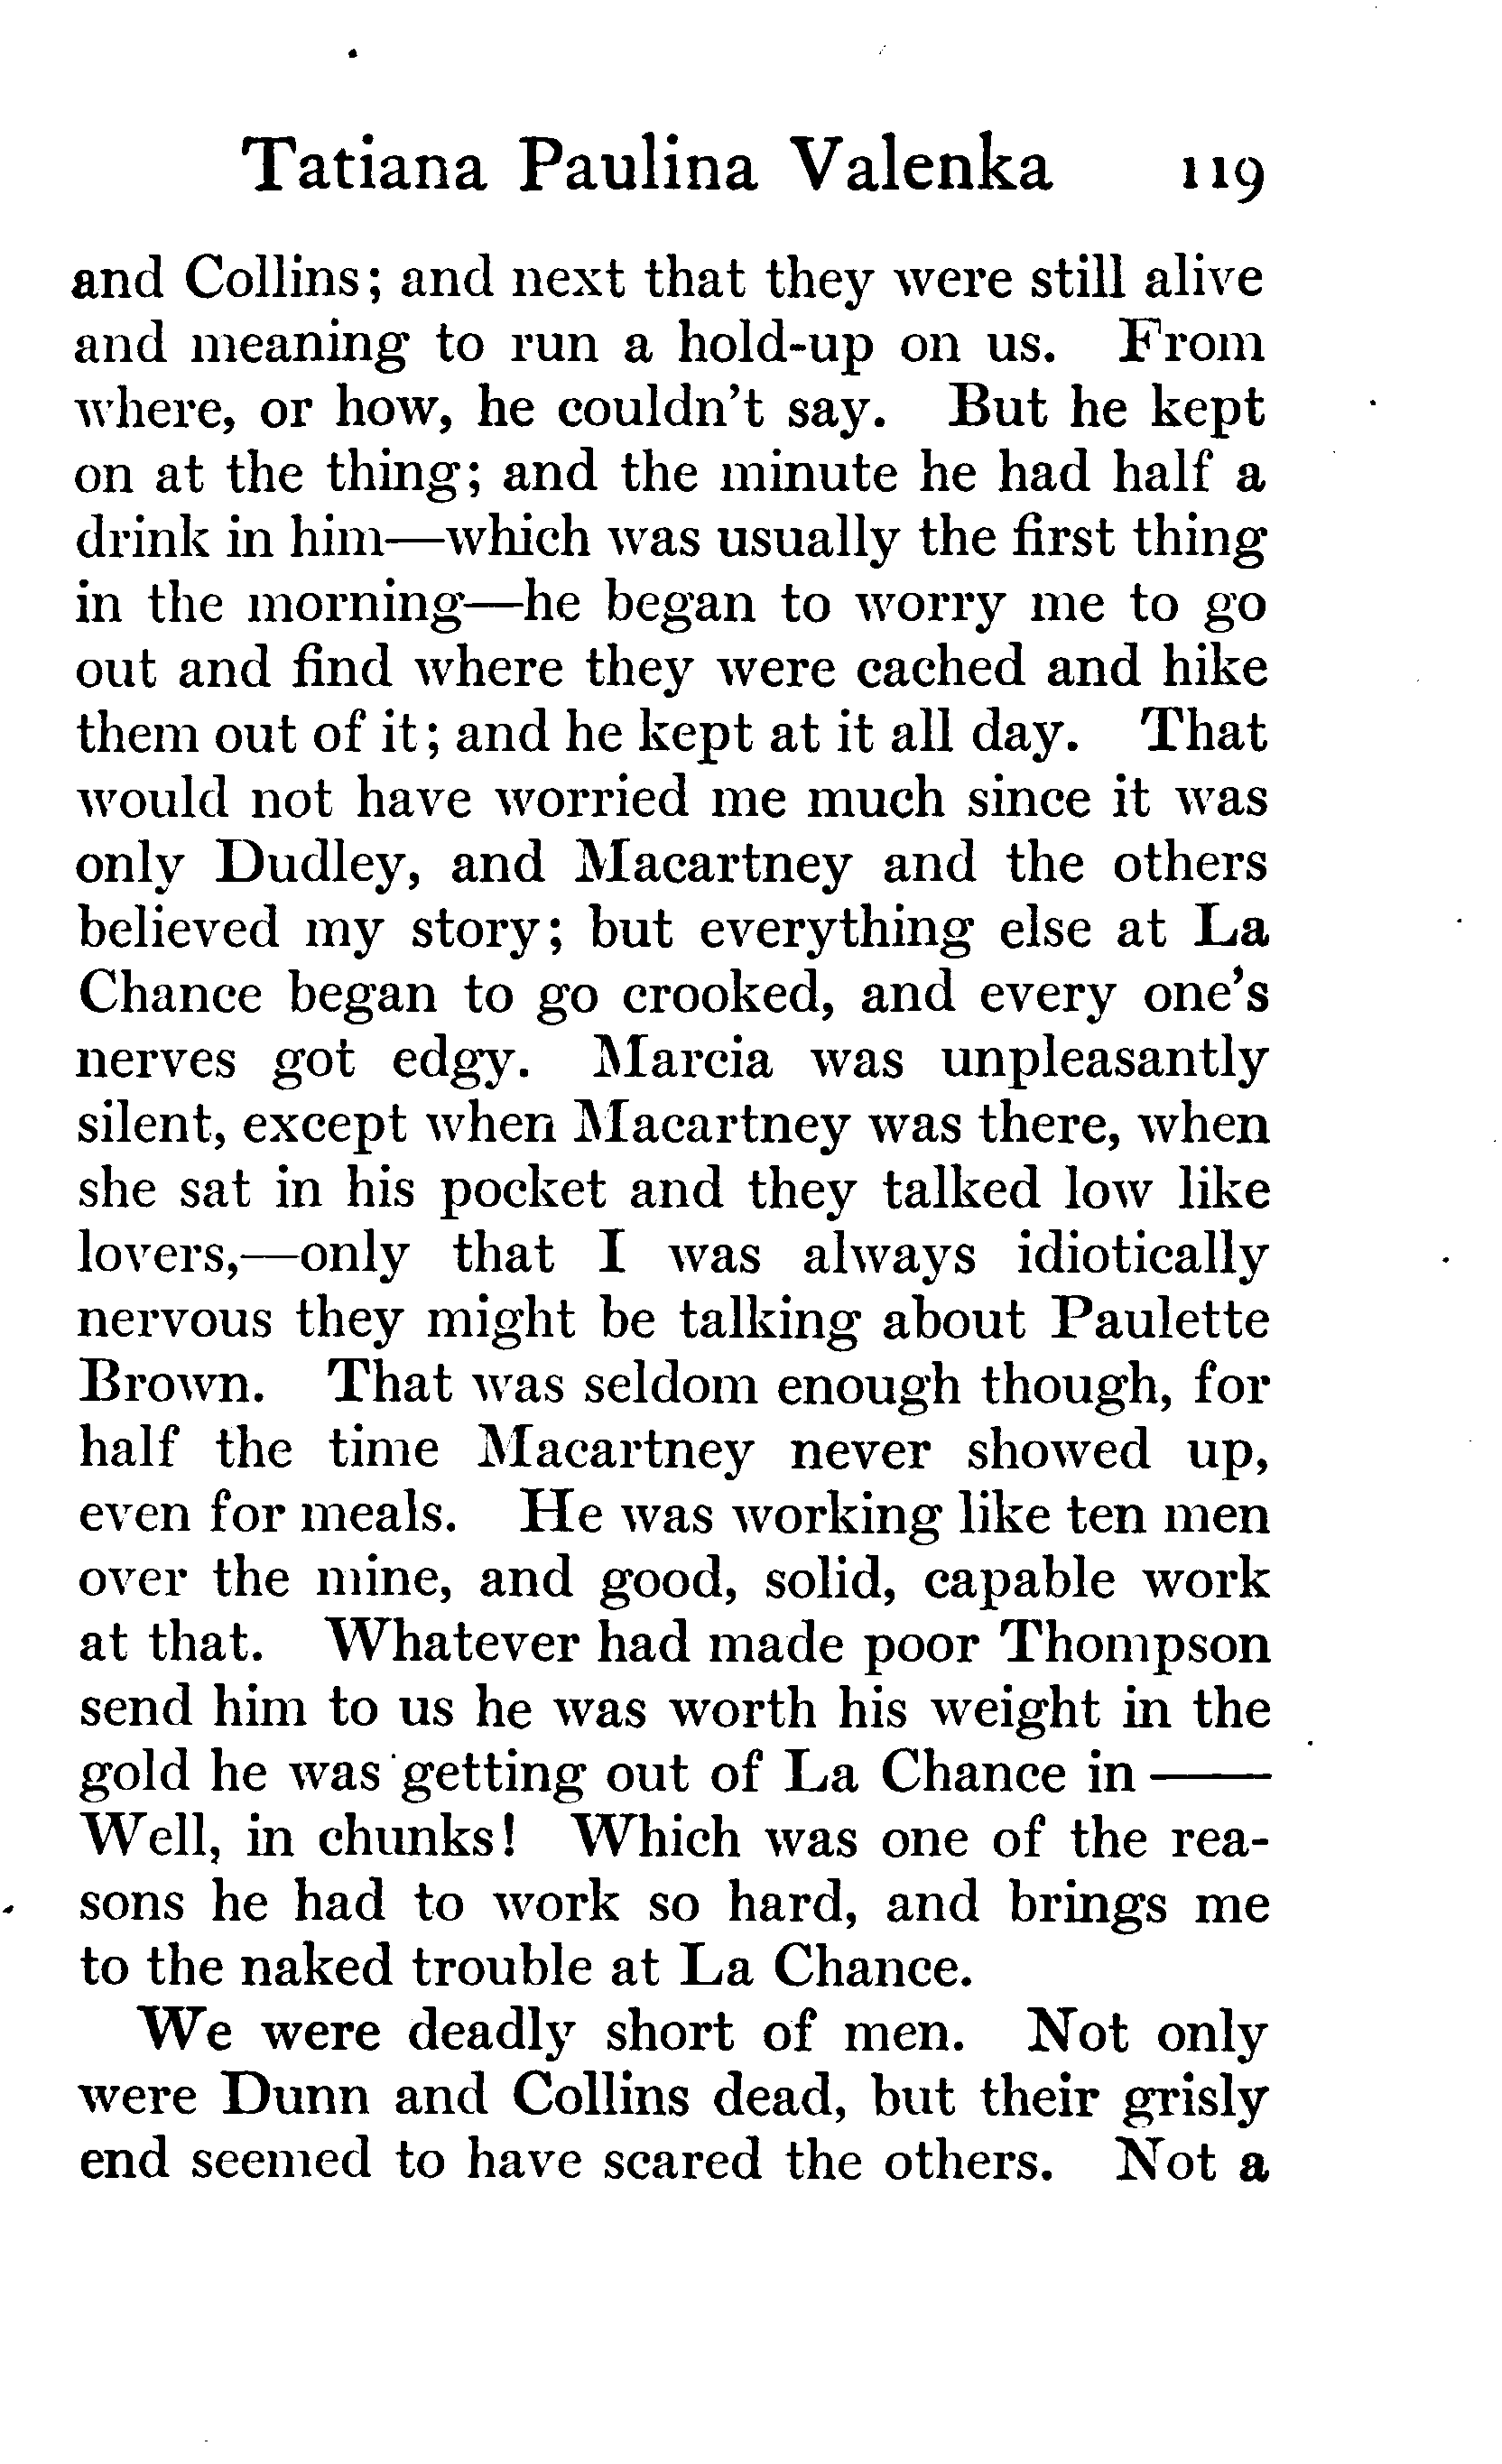 Tatiana Paulina Valenka 119
and Collins; and next that they were still alive
and meaning to run a hold-up on us. From
where, or how, he couldn't say. But he kept
on at the thing; and the minute he had half a
drink in him—which was usually the first thing
in the morning—he began to worry me to go
out and find where they were cached and hike
them out of it; and he kept at it all day. That
would not have worried me much since it was
only Dudley, and Macartney and the others
believed my story; but everything else at La
Chance began to go crooked, and every one's
nerves got edgy. Marcia was unpleasantly
silent, except when Macartney was there, when
she sat in his pocket and they talked low like
lovers,—only that I was always idiotically
nervous they might be talking about Paulette
Brown. That was seldom enough though, for
half the time Macartney never showed up,
even for meals. He was working like ten men
over the mine, and good, solid, capable work
at that. Whatever had made poor Thompson
send him to us he was worth his weight in the
gold he was getting out of La Chance in ——
Well, in chunks! Which was one of the rea-
sons he had to work so hard, and brings me
to the naked trouble at La Chance.
We were deadly short of men. Not only
were Dunn and Collins dead, but their grisly
end seemed to have scared the others. Not a